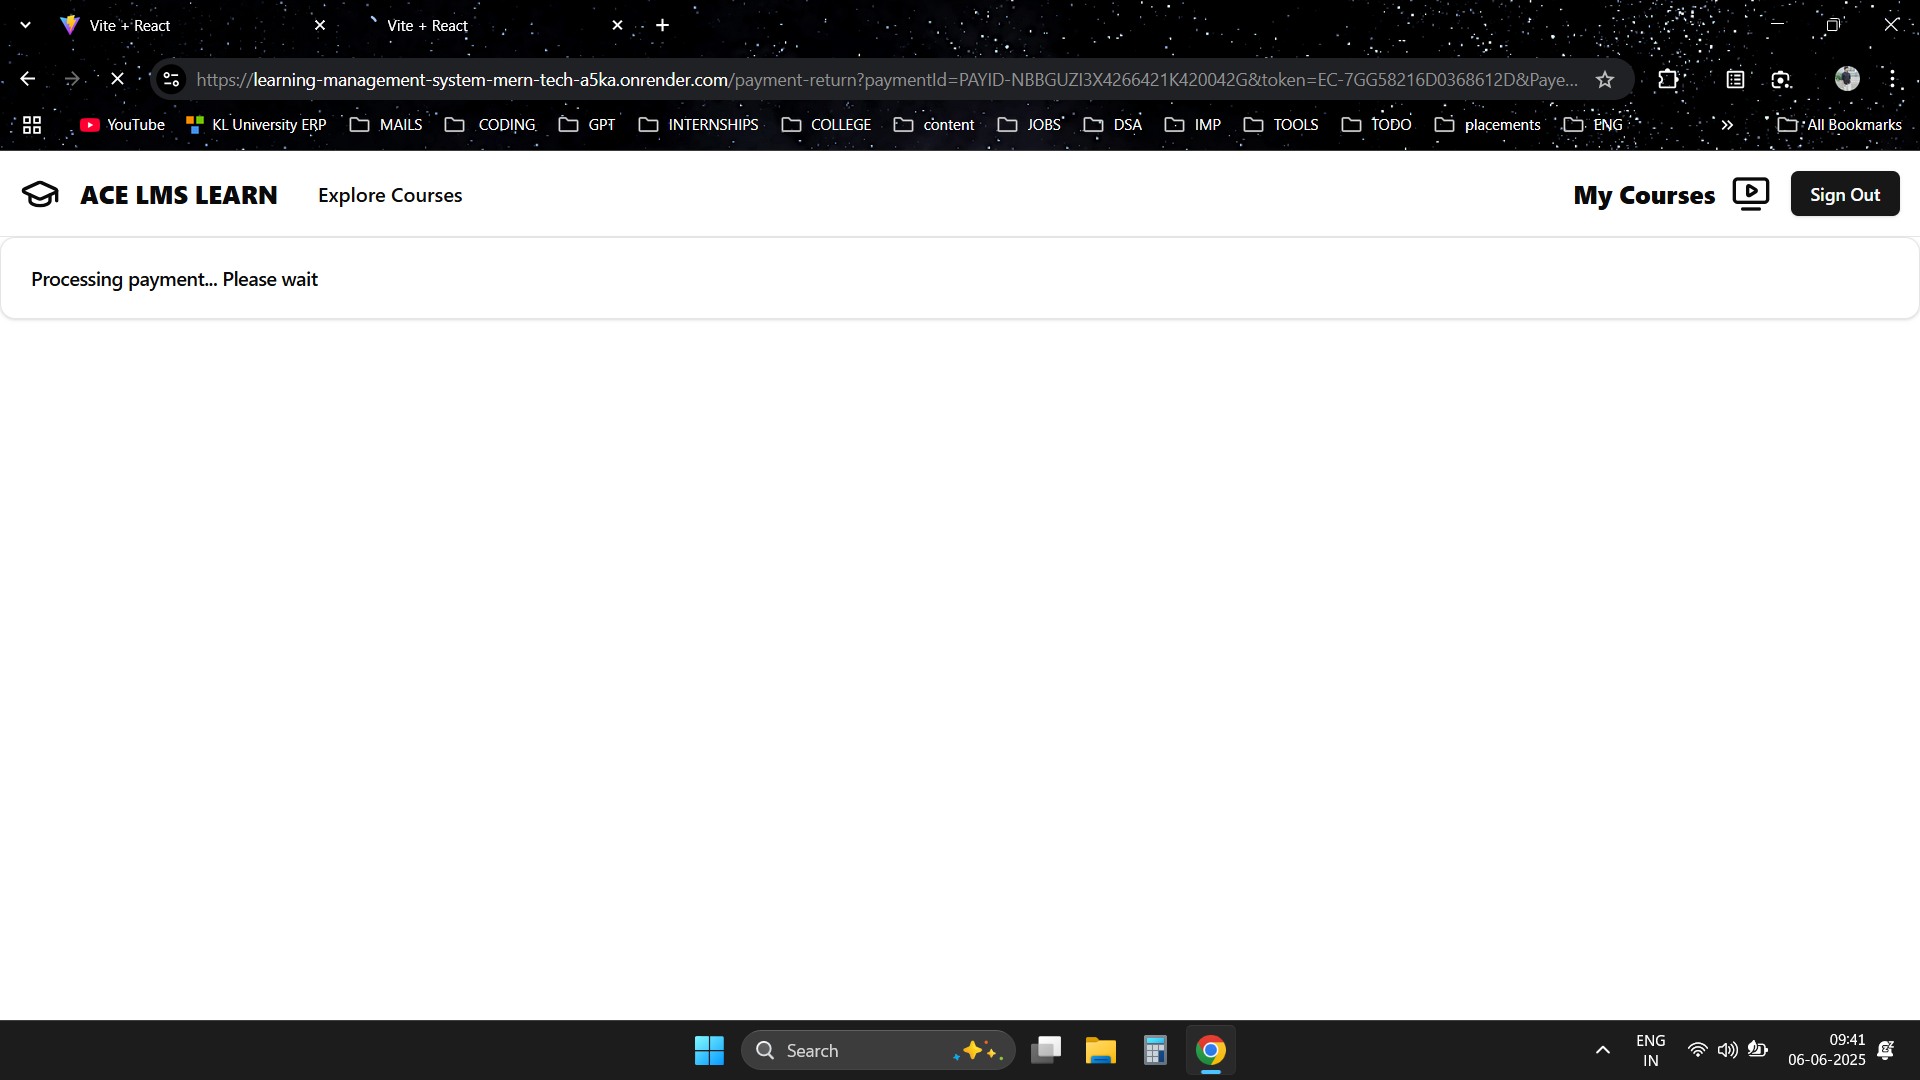 Vite + React
Vite + React
https://learning-management-system-mern-tech-a5ka.onrender.com/payment-return?paymentId=PAYID-NBBGUZI3X4266421K420042G&token=EC-7GG58216D0368612D&Paye...
YouTube KL University ERP MAILS CODING GPT INTERNSHIPS COLLEGE content JOBS DSA IMP TOOLS TODO placements ENG » All Bookmarks
ACE LMS LEARN Explore Courses My Courses Sign Out
Processing payment... Please wait
Search
ENG
IN
09:41
06-06-2025